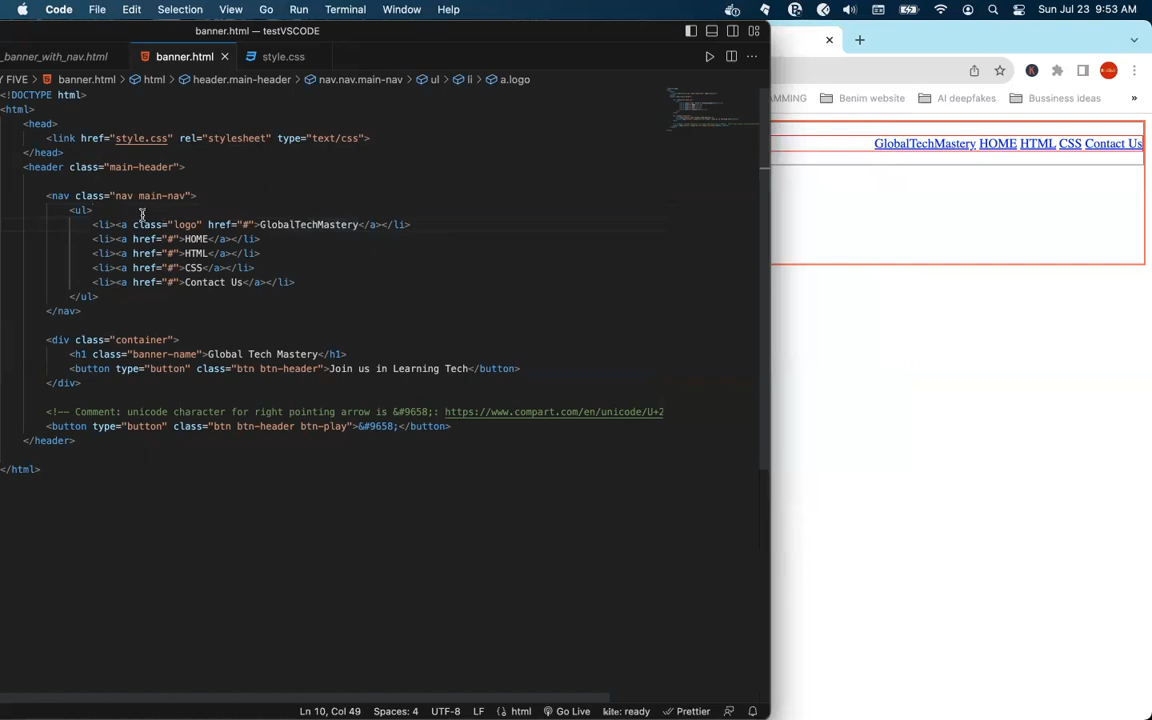 Code File Edit Selection View Go Run Terminal Window Help Sun Jul 23 9:53 AM
banner.html — testVSCODE
_banner_with_nav.html banner.html style.css
Y FIVE > banner.html > html > header.main-header > nav.nav.main-nav > ul > li > a.logo
<!DOCTYPE html>
<html>
<head>
<link href="style.css" rel="stylesheet" type="text/css">
</head>
<header class="main-header">
<nav class="nav main-nav">
<ul>
<li><a class="logo" href="#">GlobalTechMastery</a></li>
<li><a href="#">HOME</a></li>
<li><a href="#">HTML</a></li>
<li><a href="#">CSS</a></li>
<li><a href="#">Contact Us</a></li>
</ul>
</nav>
<div class="container">
<h1 class="banner-name">Global Tech Mastery</h1>
<button type="button" class="btn btn-header">Join us in Learning Tech</button>
</div>
<!-- Comment: unicode character for right pointing arrow is &#9658;: https://www.compart.com/en/unicode/U+2
<button type="button" class="btn btn-header btn-play">&#9658;</button>
</header>
</html>
Ln 10, Col 49 Spaces: 4 UTF-8 LF html Go Live kite: ready Prettier
AMMING Benim website AI deepfakes Bussiness ideas »
GlobalTechMastery HOME HTML CSS Contact Us